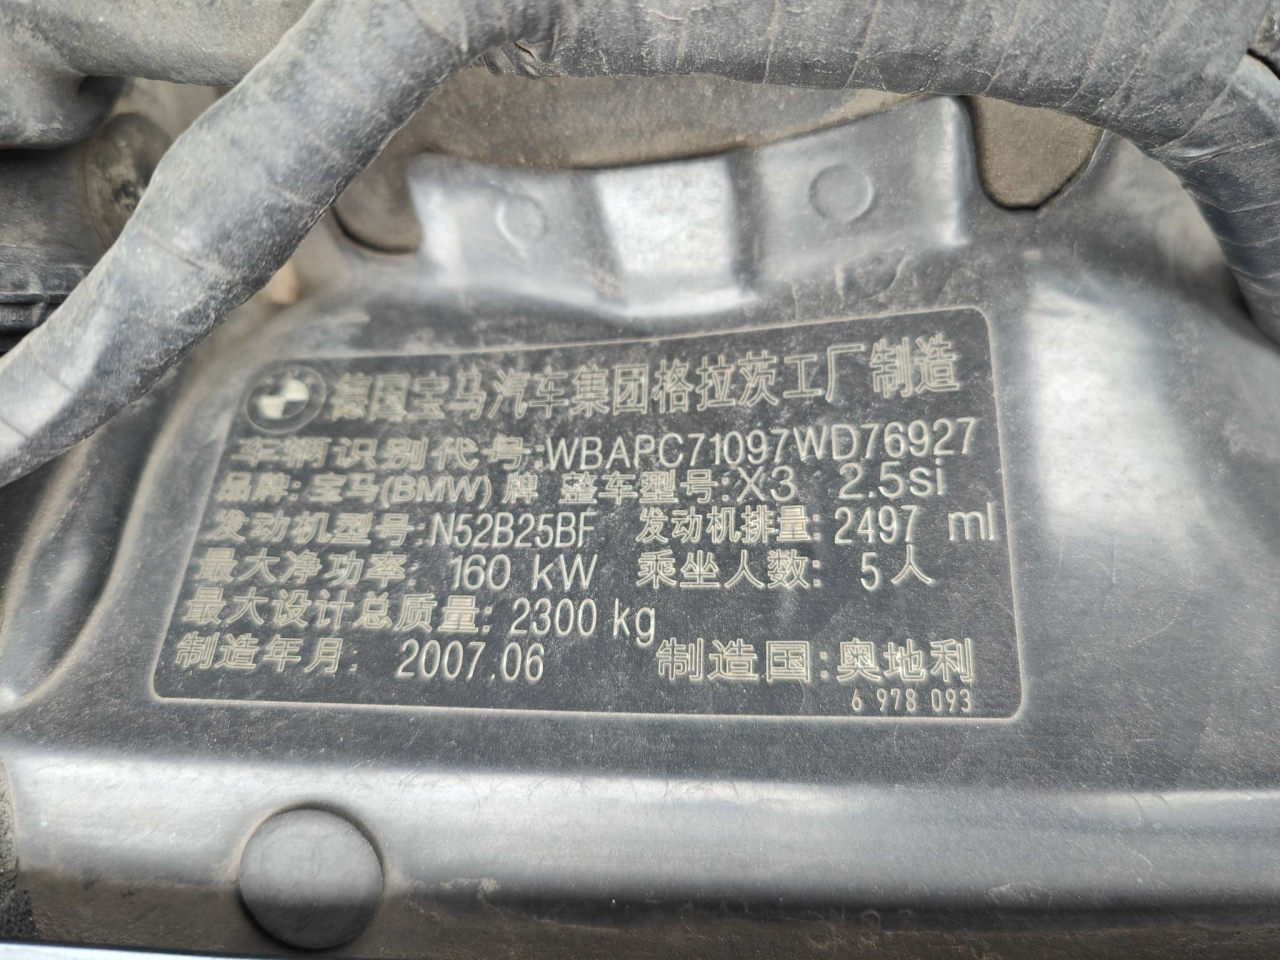 德国宝马汽车集团格拉茨工厂制造
车辆识别代号:WBAPC71097WD76927
品牌:宝马(BMW)牌 整车型号:X3 2.5si
发动机型号:N52B25BF 发动机排量:2497 ml
最大净功率: 160 kW 乘坐人数: 5人
最大设计总质量: 2300 kg
制造年月: 2007.06 制造国:奥地利
6 978 093